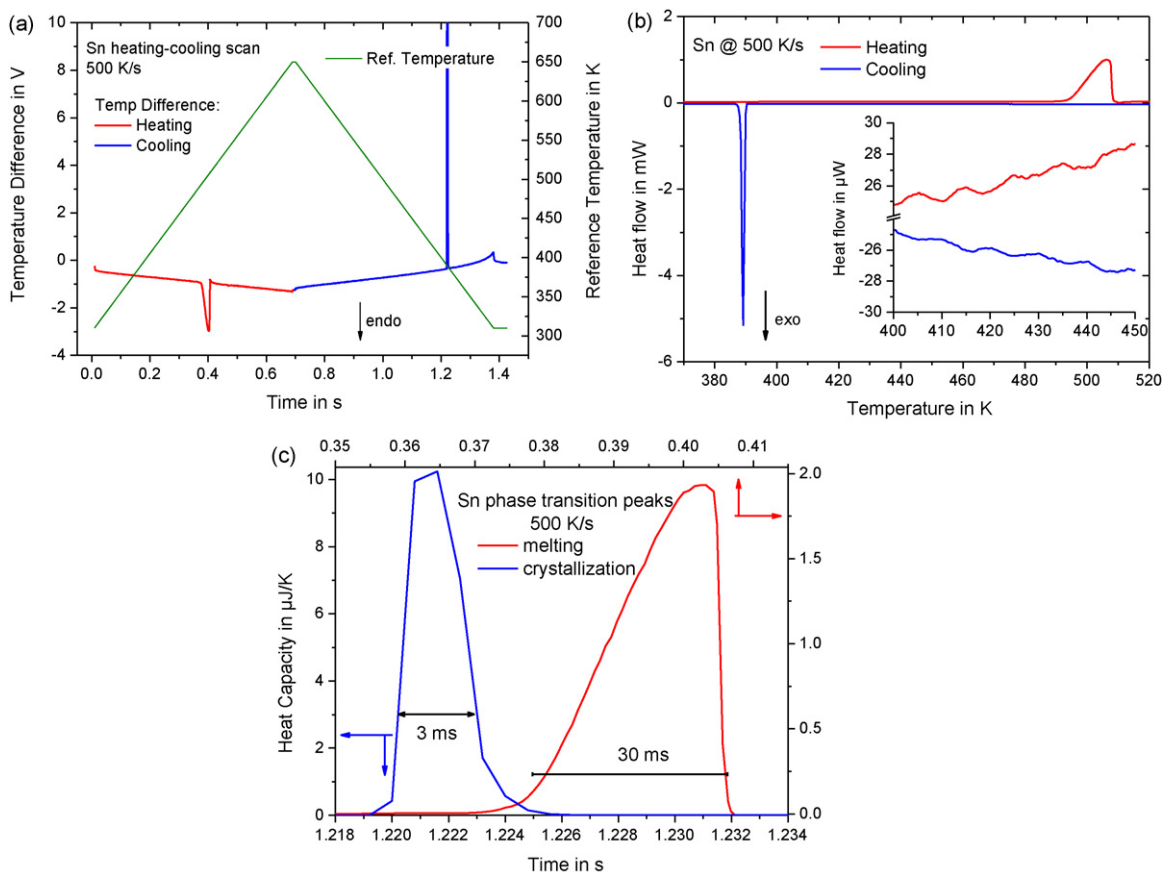 (a)
Sn heating-cooling scan
500 K/s
Ref. Temperature
Temp Difference:
Heating
Cooling
endo
Temperature Difference in V
10
8
6
4
2
0
-2
-4
Reference Temperature in K
700
650
600
550
500
450
400
350
300
0.0 0.2 0.4 0.6 0.8 1.0 1.2 1.4
Time in s
(b)
Sn @ 500 K/s
Heating
Cooling
exo
Heat flow in mW
2
0
-2
-4
-6
380 400 420 440 460 480 500 520
Temperature in K
Heat flow in µW
30
28
26
-26
-28
-30
400 410 420 430 440 450
(c)
0.35 0.36 0.37 0.38 0.39 0.40 0.41
Sn phase transition peaks
500 K/s
melting
crystallization
3 ms
30 ms
Heat Capacity in µJ/K
10
8
6
4
2
0
2.0
1.5
1.0
0.5
0.0
1.218 1.220 1.222 1.224 1.226 1.228 1.230 1.232 1.234
Time in s